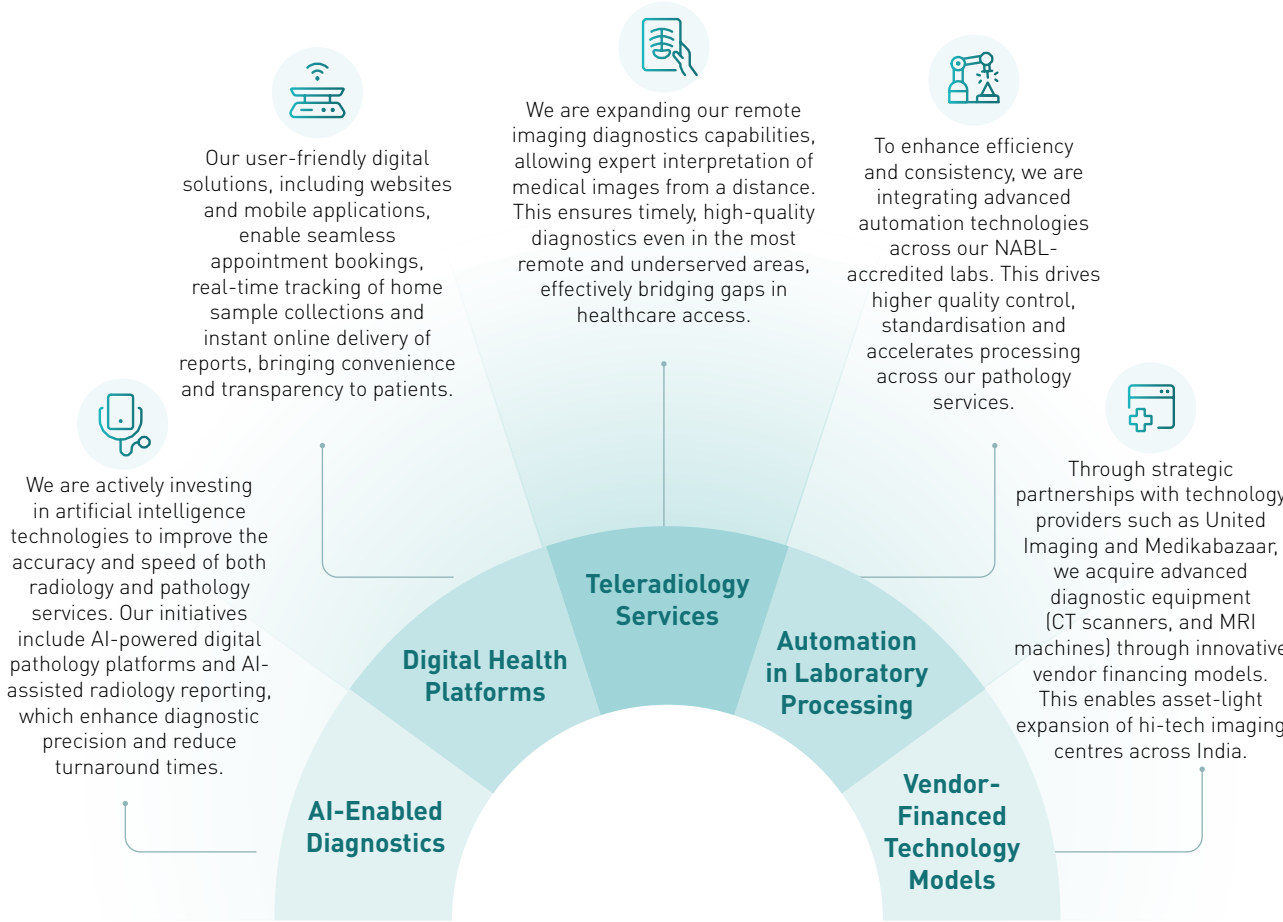 We are actively investing
in artificial intelligence
technologies to improve the
accuracy and speed of both
radiology and pathology
services. Our initiatives
include AI-powered digital
pathology platforms and AI-
assisted radiology reporting,
which enhance diagnostic
precision and reduce
turnaround times.
AI-Enabled
Diagnostics
Our user-friendly digital
solutions, including websites
and mobile applications,
enable seamless
appointment bookings,
real-time tracking of home
sample collections and
instant online delivery of
reports, bringing convenience
and transparency to patients.
Digital Health
Platforms
We are expanding our remote
imaging diagnostics capabilities,
allowing expert interpretation of
medical images from a distance.
This ensures timely, high-quality
diagnostics even in the most
remote and underserved areas,
effectively bridging gaps in
healthcare access.
Teleradiology
Services
To enhance efficiency
and consistency, we are
integrating advanced
automation technologies
across our NABL-
accredited labs. This drives
higher quality control,
standardisation and
accelerates processing
across our pathology
services.
Automation
in Laboratory
Processing
Through strategic
partnerships with technology
providers such as United
Imaging and Medikabazaar,
we acquire advanced
diagnostic equipment
(CT scanners, and MRI
machines) through innovative
vendor financing models.
This enables asset-light
expansion of hi-tech imaging
centres across India.
Vendor-
Financed
Technology
Models